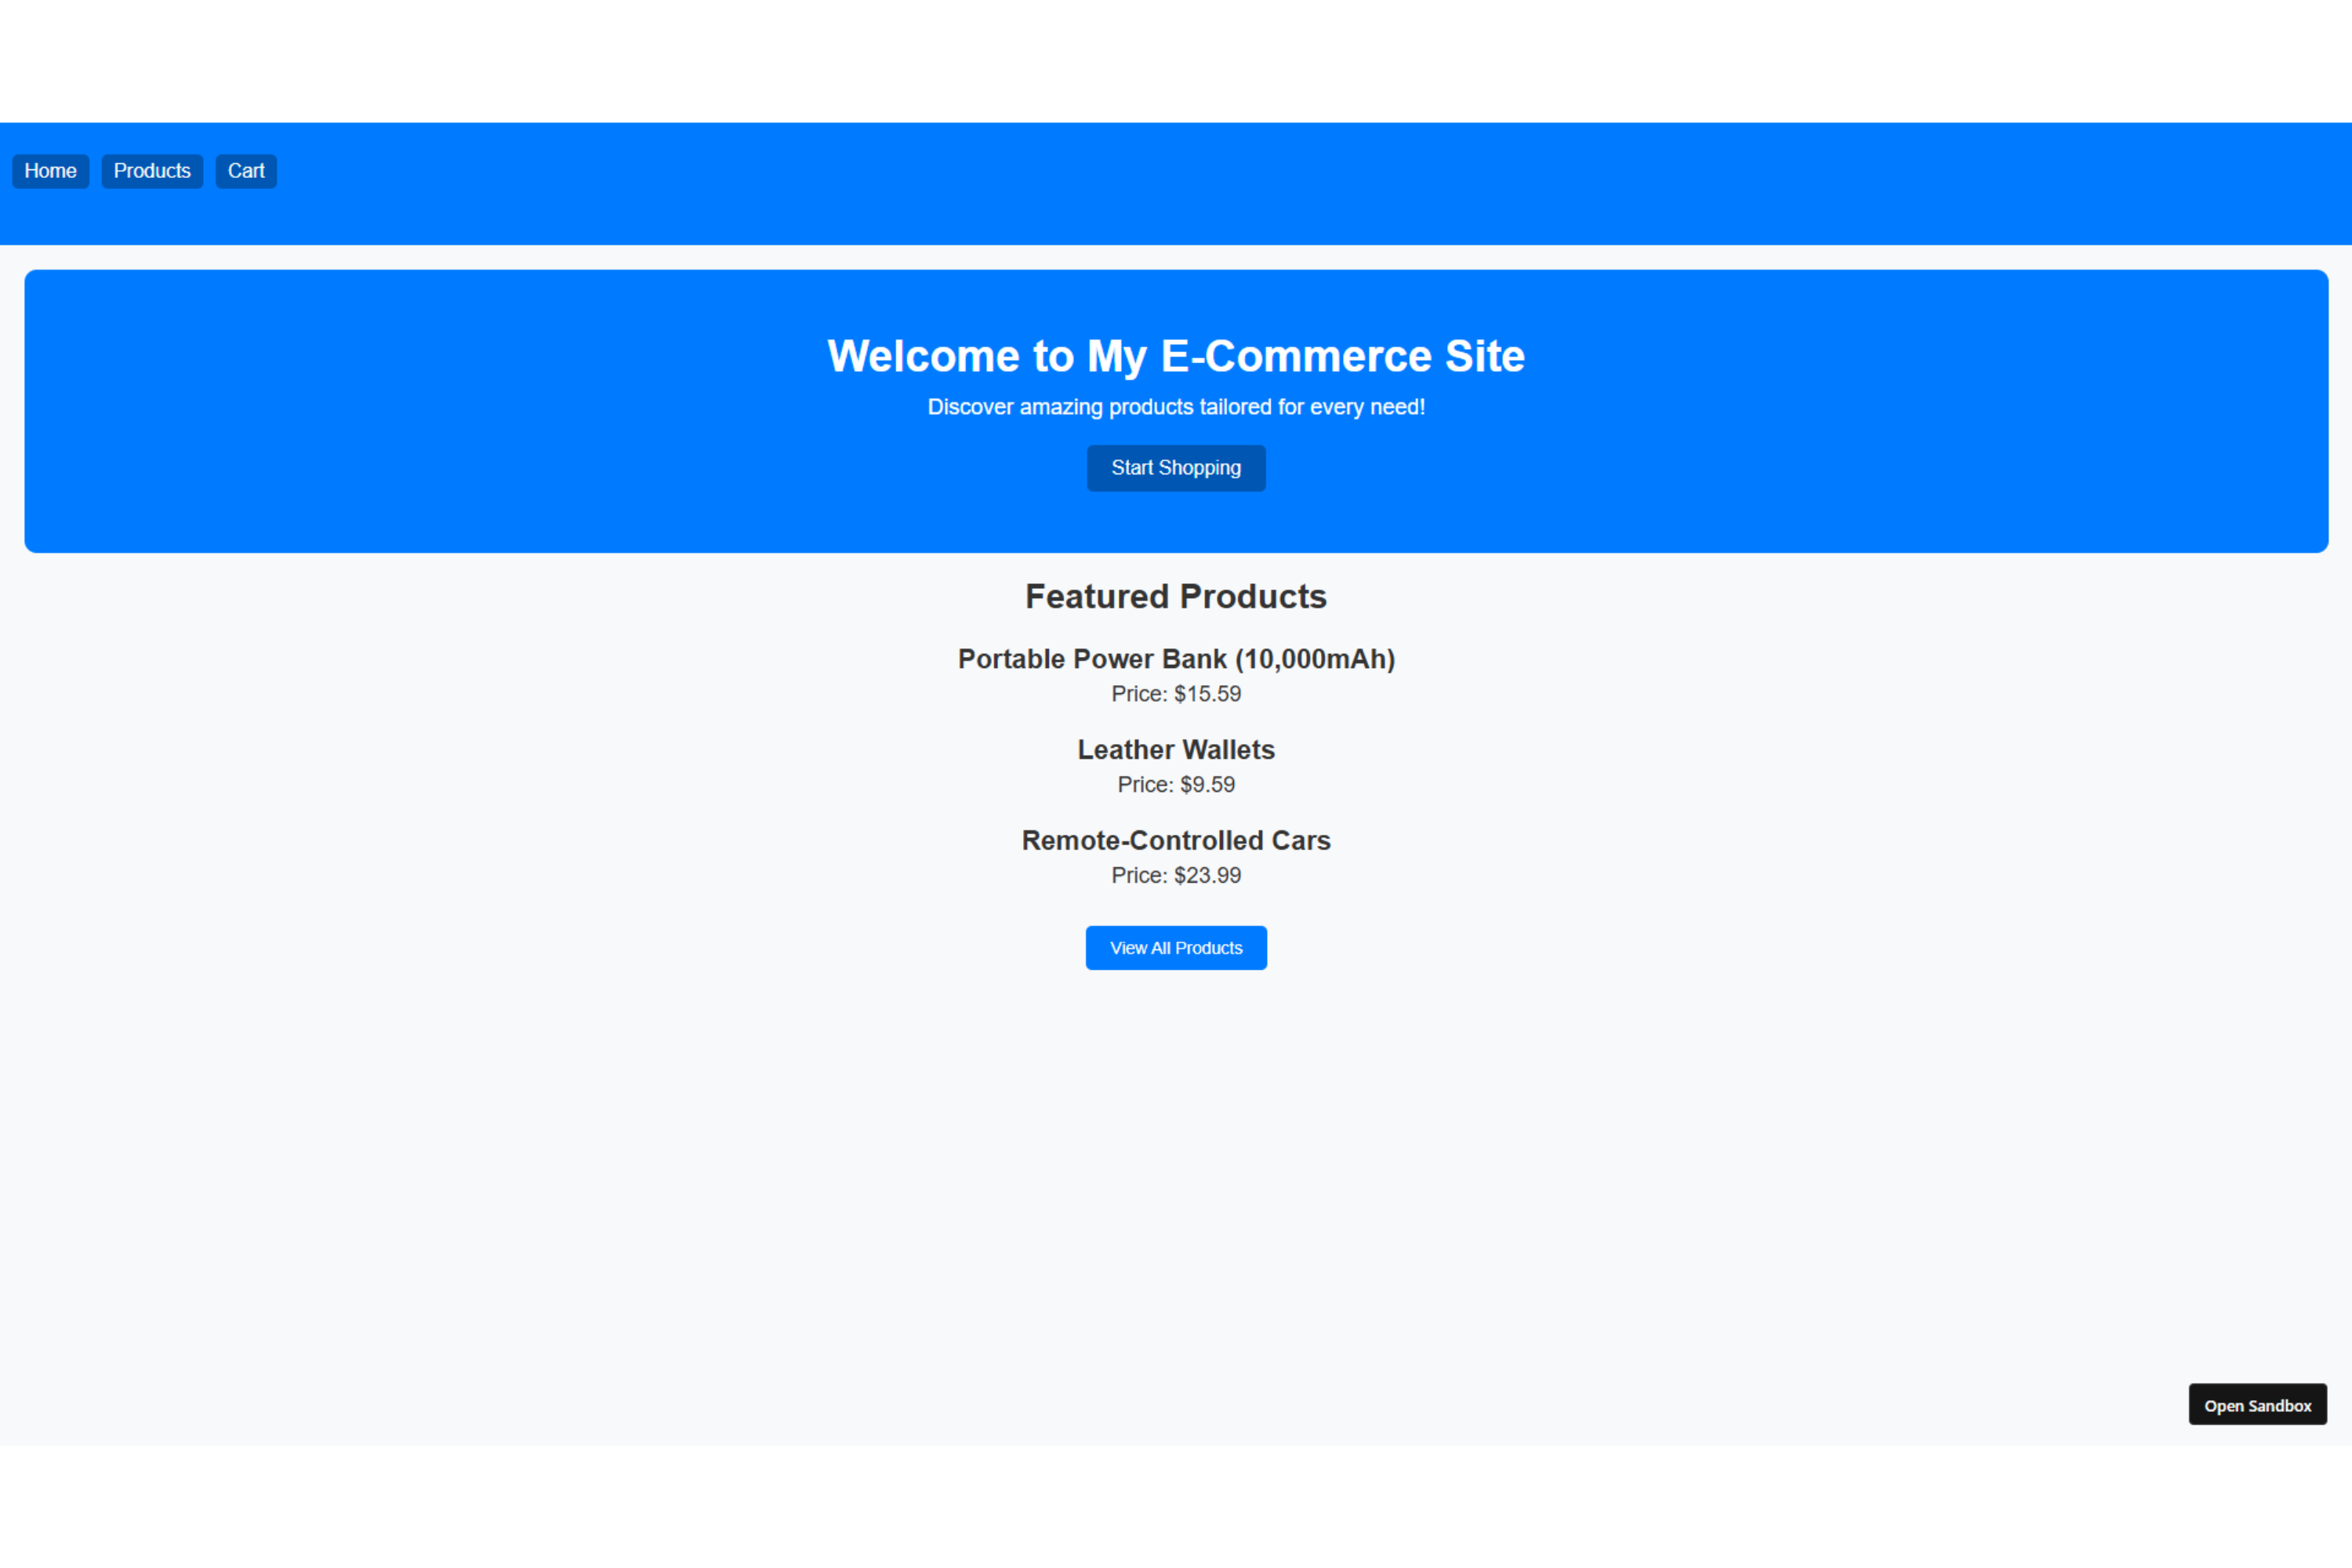 Home Products Cart
Welcome to My E-Commerce Site
Discover amazing products tailored for every need!
Start Shopping
Featured Products
Portable Power Bank (10,000mAh)
Price: $15.59
Leather Wallets
Price: $9.59
Remote-Controlled Cars
Price: $23.99
View All Products
Open Sandbox